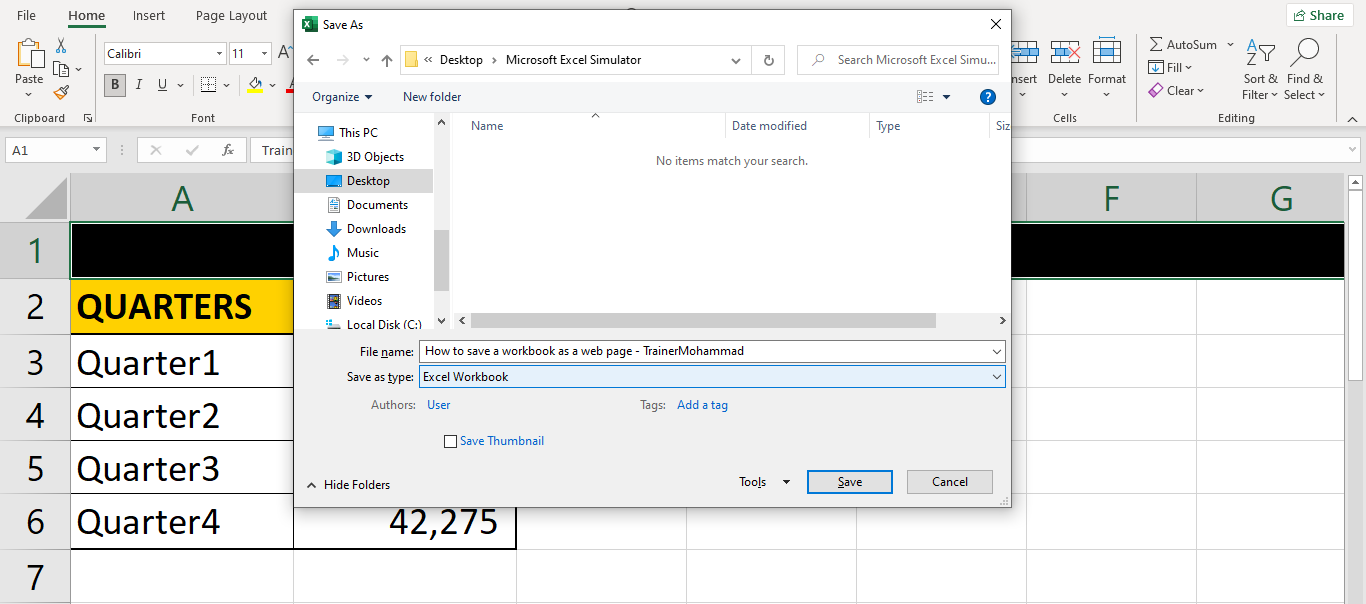 File Home Insert Page Layout Share
Save As
Desktop Microsoft Excel Simulator
Search Microsoft Excel Simu...
Organize New folder
Paste
Calibri 11 A
B I U
Clipboard Font
Insert Delete Format
Cells
AutoSum
Fill
Clear
Sort & Filter
Find & Select
Editing
A1 fx Train
This PC
3D Objects
Desktop
Documents
Downloads
Music
Pictures
Videos
Local Disk (C:)
Name Date modified Type Siz
No items match your search.
File name: How to save a workbook as a web page - TrainerMohammad
Save as type: Excel Workbook
Authors: User Tags: Add a tag
Save Thumbnail
Hide Folders Tools Save Cancel
A F G
1
2 QUARTERS
3 Quarter1
4 Quarter2
5 Quarter3
6 Quarter4 42,275
7